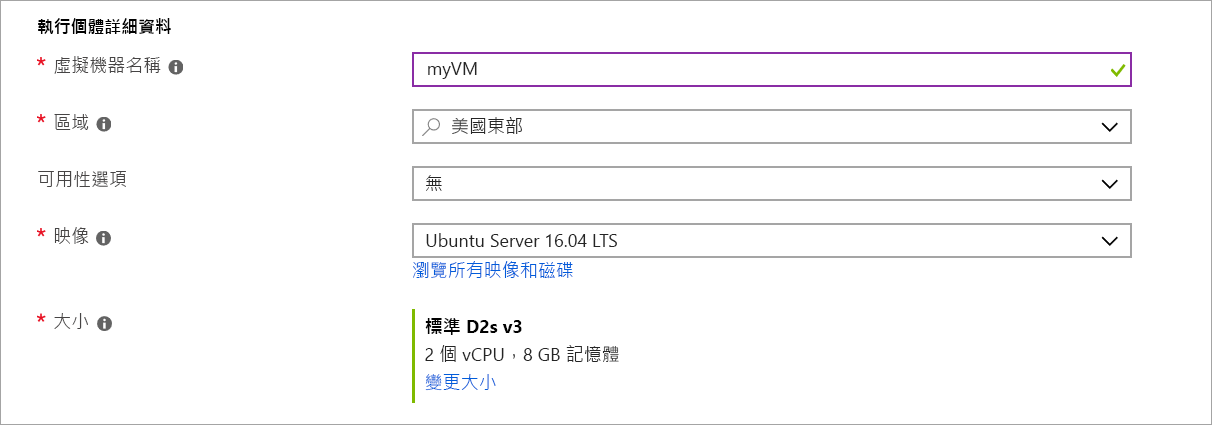 執行個體詳細資料
* 虛擬機器名稱
myVM
* 區域
美國東部
可用性選項
無
* 映像
Ubuntu Server 16.04 LTS
瀏覽所有映像和磁碟
* 大小
標準 D2s v3
2 個 vCPU，8 GB 記憶體
變更大小